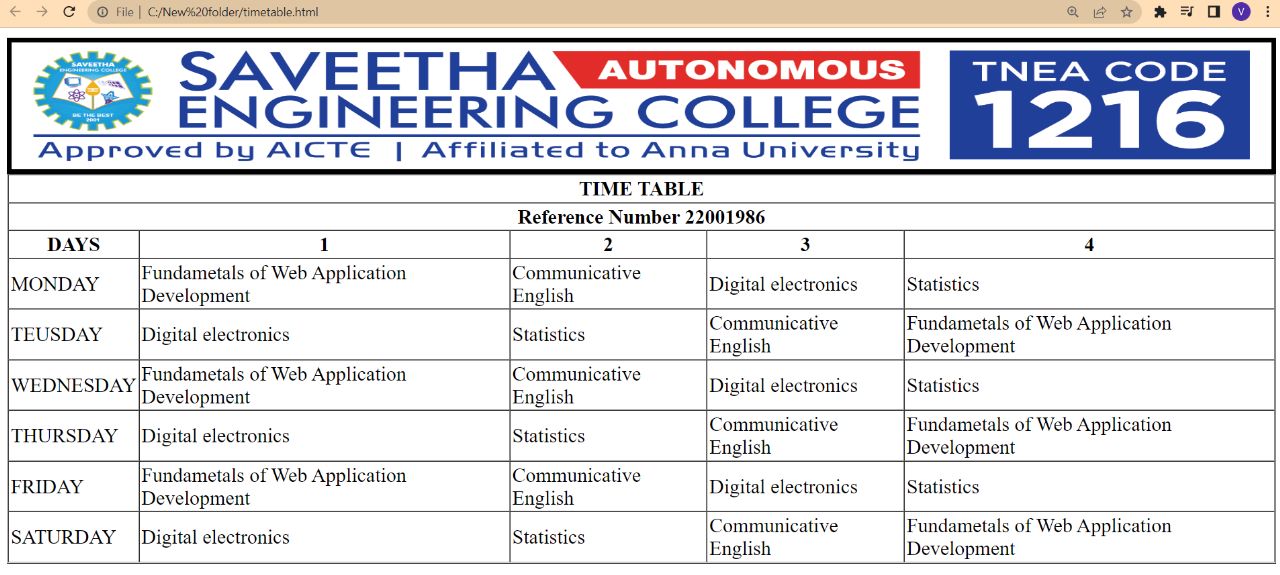 File | C:/New%20folder/timetable.html
V
SAVEETHA
ENGINEERING COLLEGE
BE THE BEST
2001
SAVEETHA AUTONOMOUS
ENGINEERING COLLEGE
Approved by AICTE | Affiliated to Anna University
TNEA CODE
1216
TIME TABLE
Reference Number 22001986
DAYS 1 2 3 4
MONDAY Fundametals of Web Application Development Communicative English Digital electronics Statistics
TEUSDAY Digital electronics Statistics Communicative English Fundametals of Web Application Development
WEDNESDAY Fundametals of Web Application Development Communicative English Digital electronics Statistics
THURSDAY Digital electronics Statistics Communicative English Fundametals of Web Application Development
FRIDAY Fundametals of Web Application Development Communicative English Digital electronics Statistics
SATURDAY Digital electronics Statistics Communicative English Fundametals of Web Application Development